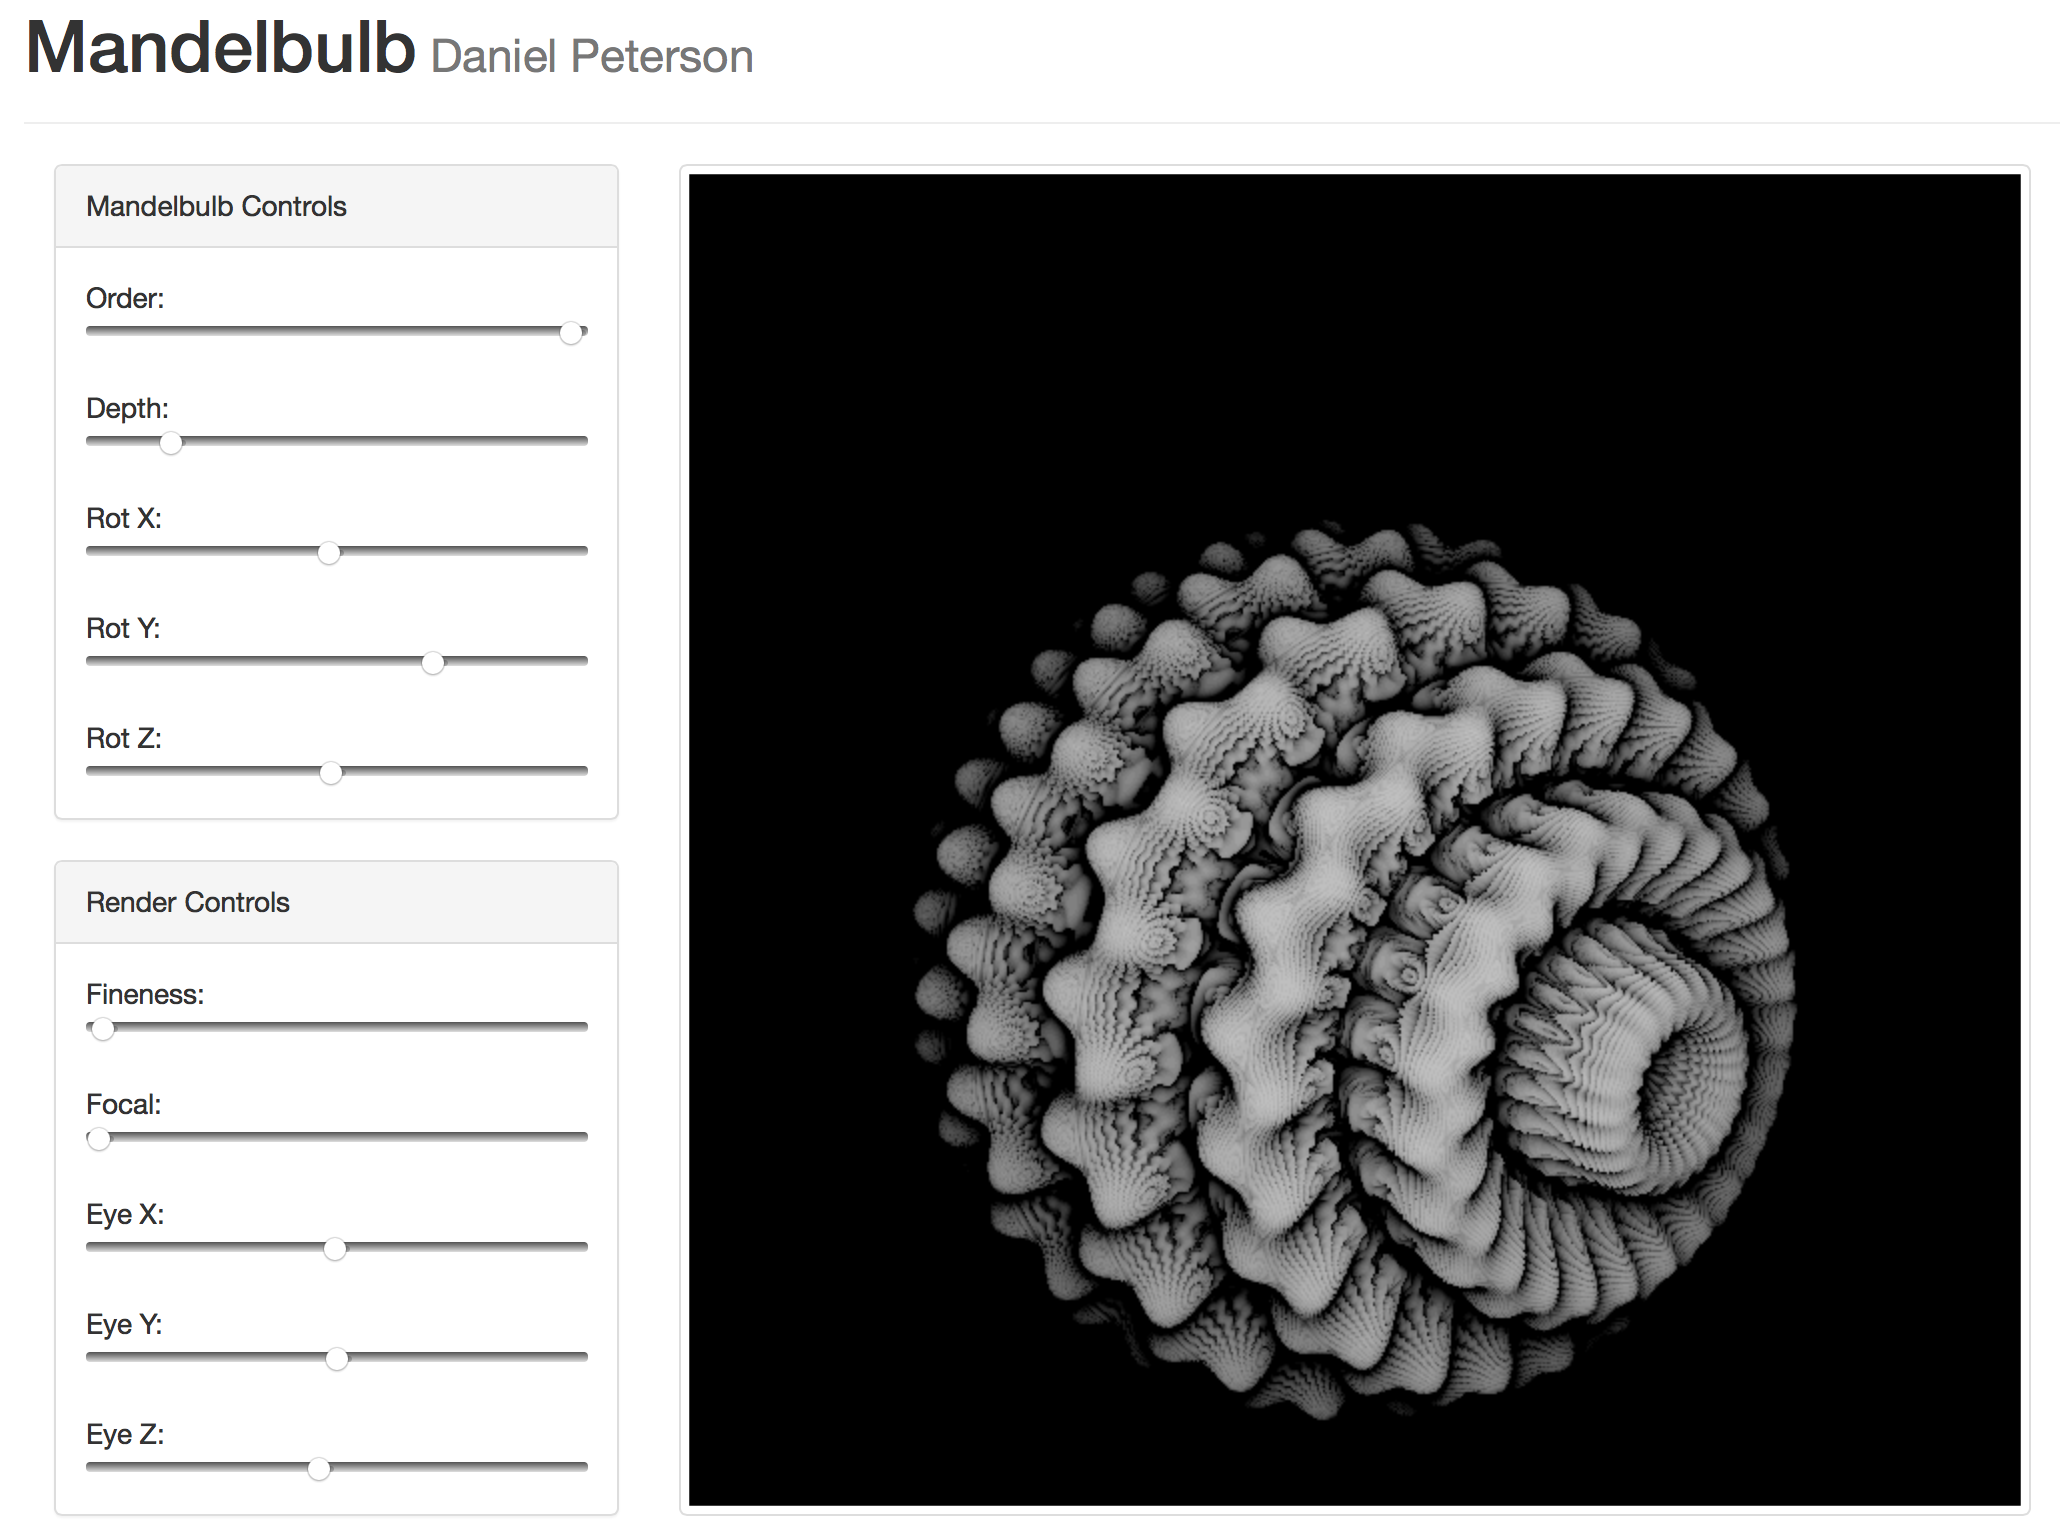 Mandelbulb Daniel Peterson
Mandelbulb Controls
Order:
Depth:
Rot X:
Rot Y:
Rot Z:
Render Controls
Fineness:
Focal:
Eye X:
Eye Y:
Eye Z: